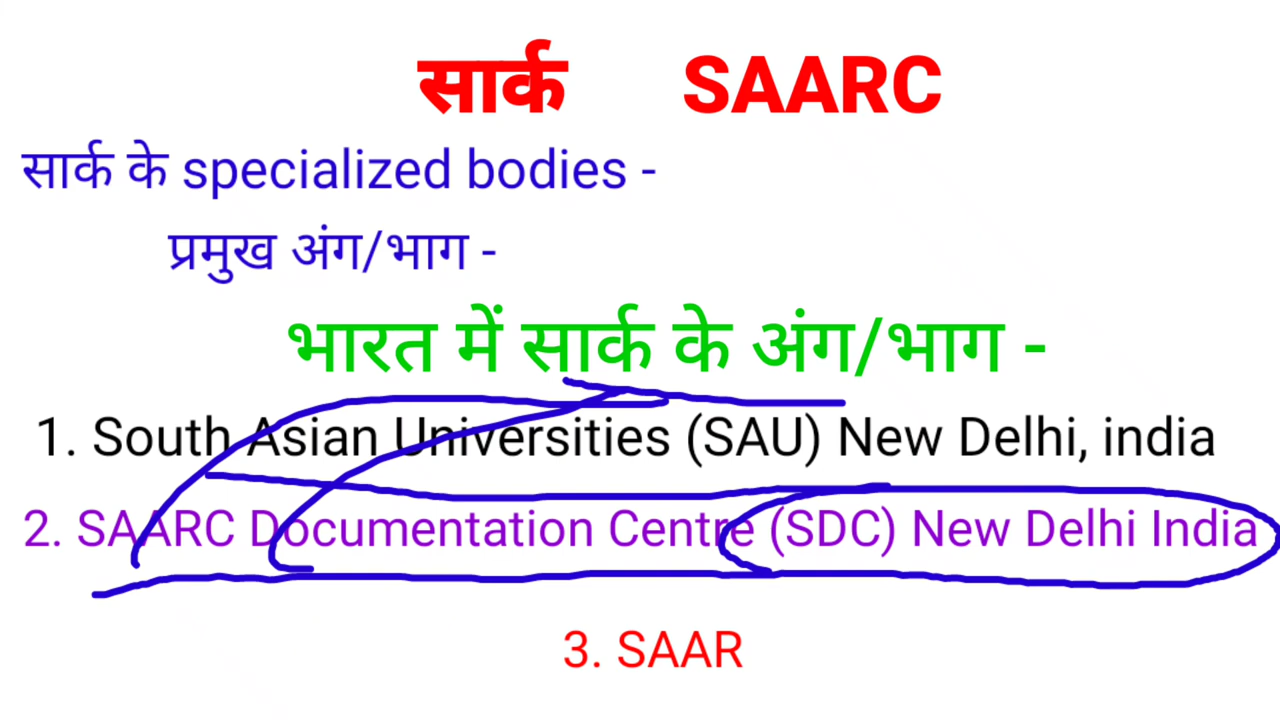 सार्क SAARC
सार्क के specialized bodies -
प्रमुख अंग/भाग -
भारत में सार्क के अंग/भाग -
1. South Asian Universities (SAU) New Delhi, india
2. SAARC Documentation Centre (SDC) New Delhi India
3. SAAR